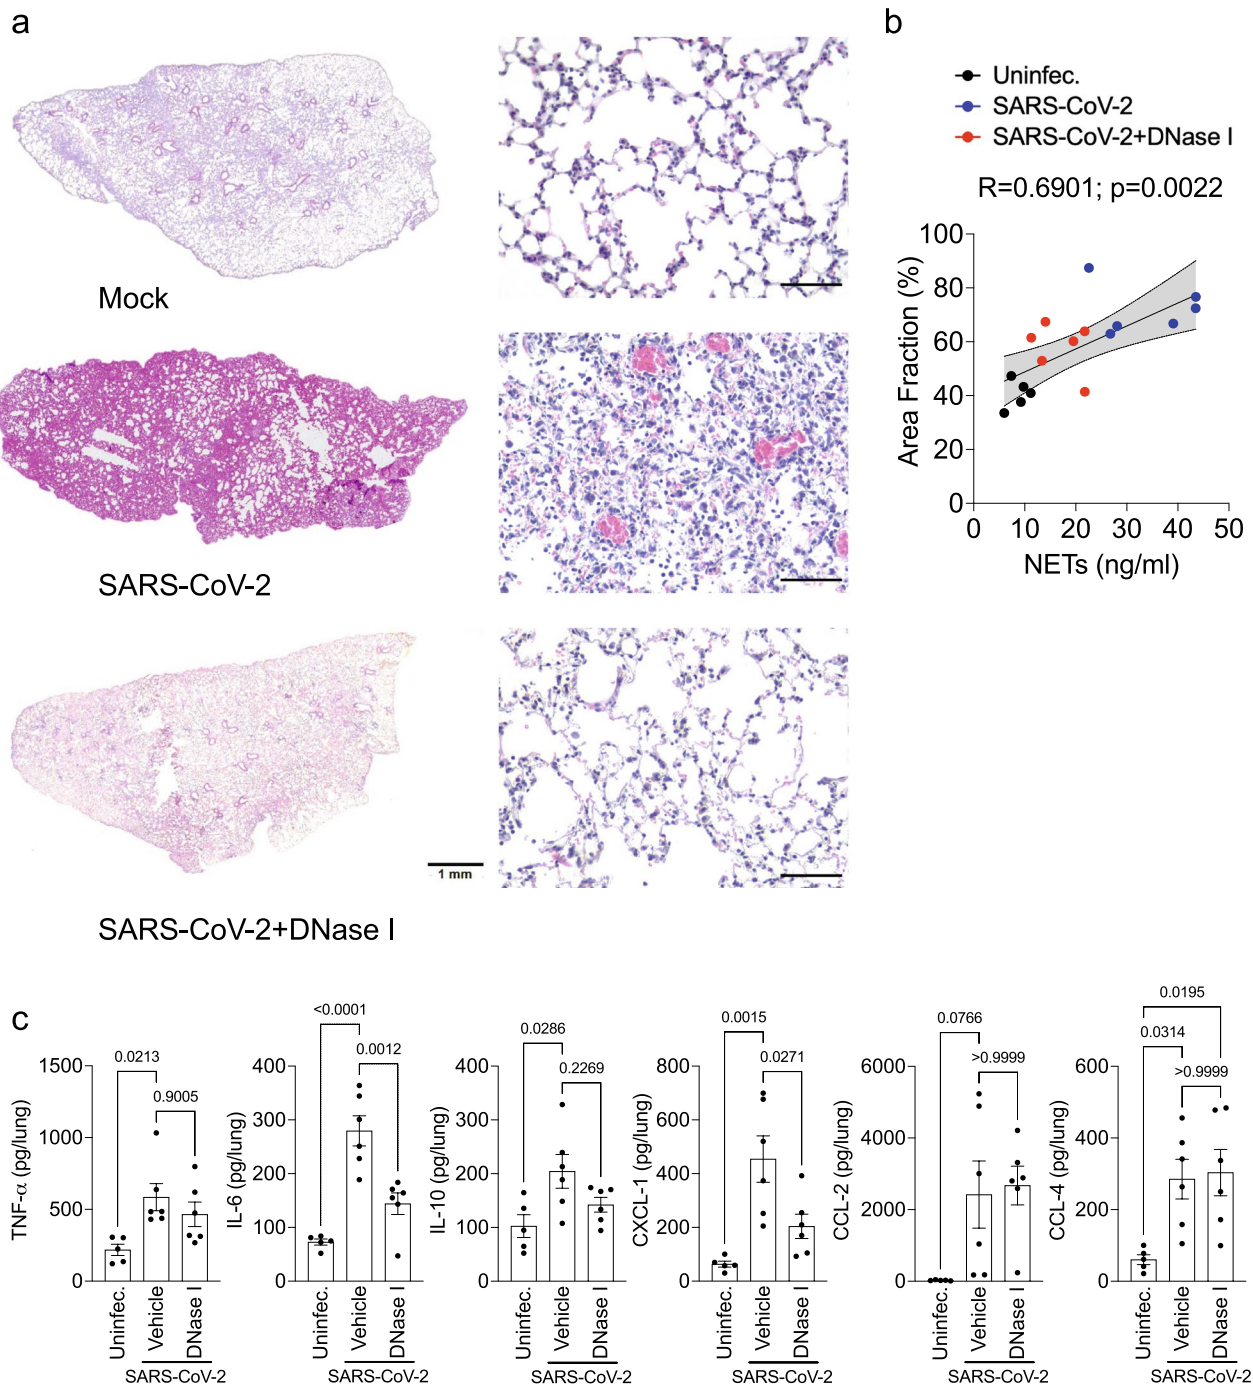 a
Mock
SARS-CoV-2
1 mm
SARS-CoV-2+DNase I
b
Uninfec.
SARS-CoV-2
SARS-CoV-2+DNase I
R=0.6901; p=0.0022
Area Fraction (%)
100
80
60
40
20
0
0 10 20 30 40 50
NETs (ng/ml)
c
TNF-α (pg/lung)
1500
1000
500
0
0.0213
0.9005
Uninfec.
Vehicle
DNase I
SARS-CoV-2
IL-6 (pg/lung)
400
300
200
100
0
<0.0001
0.0012
Uninfec.
Vehicle
DNase I
SARS-CoV-2
IL-10 (pg/lung)
400
300
200
100
0
0.0286
0.2269
Uninfec.
Vehicle
DNase I
SARS-CoV-2
CXCL-1 (pg/lung)
800
600
400
200
0
0.0015
0.0271
Uninfec.
Vehicle
DNase I
SARS-CoV-2
CCL-2 (pg/lung)
6000
4000
2000
0
0.0766
>0.9999
Uninfec.
Vehicle
DNase I
SARS-CoV-2
CCL-4 (pg/lung)
600
400
200
0
0.0195
0.0314
>0.9999
Uninfec.
Vehicle
DNase I
SARS-CoV-2